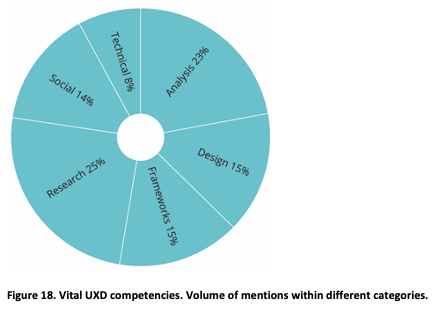 Technical 8%
Analysis 23%
Social 14%
Design 15%
Research 25%
Frameworks 15%
Figure 18. Vital UXD competencies. Volume of mentions within different categories.